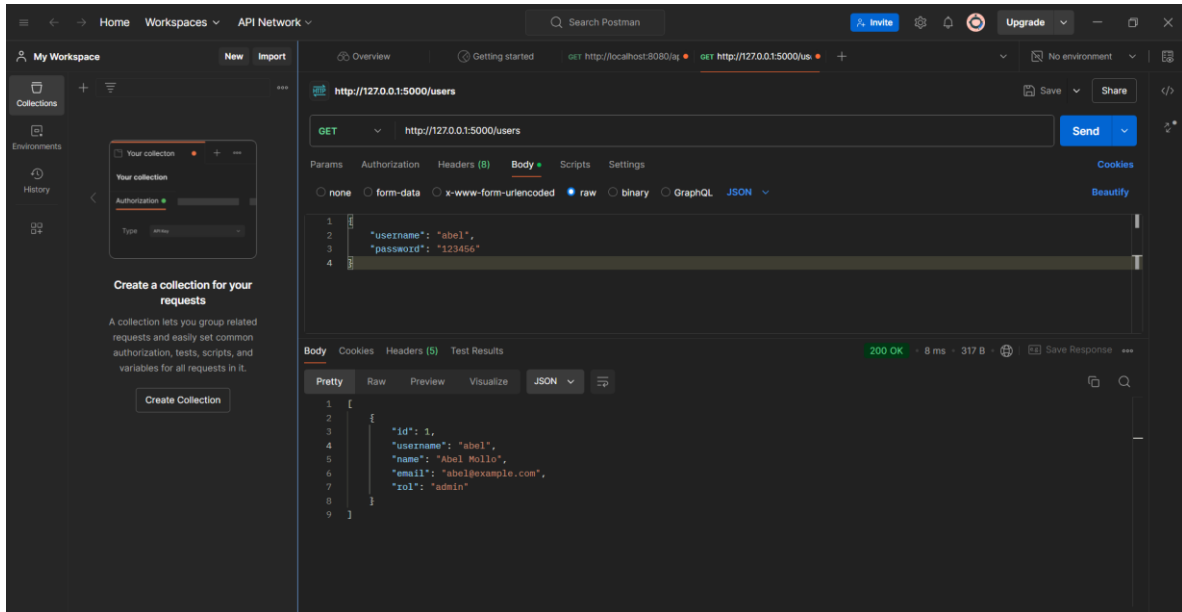 Home Workspaces API Network Search Postman Invite Upgrade
My Workspace New Import Overview Getting started GET http://localhost:8080/ap GET http://127.0.0.1:5000/us No environment
Collections
Environments
History
Your collecton
Your collection
Authorization
Type API Key
Create a collection for your
requests
A collection lets you group related
requests and easily set common
authorization, tests, scripts, and
variables for all requests in it.
Create Collection
HTTP http://127.0.0.1:5000/users Save Share
GET http://127.0.0.1:5000/users Send
Params Authorization Headers (8) Body Scripts Settings Cookies
none form-data x-www-form-urlencoded raw binary GraphQL JSON Beautify
1 {
2 "username": "abel",
3 "password": "123456"
4 }
Body Cookies Headers (5) Test Results 200 OK 8 ms 317 B Save Response
Pretty Raw Preview Visualize JSON
1 [
2 {
3 "id": 1,
4 "username": "abel",
5 "name": "Abel Mollo",
6 "email": "abel@example.com",
7 "rol": "admin"
8 }
9 ]